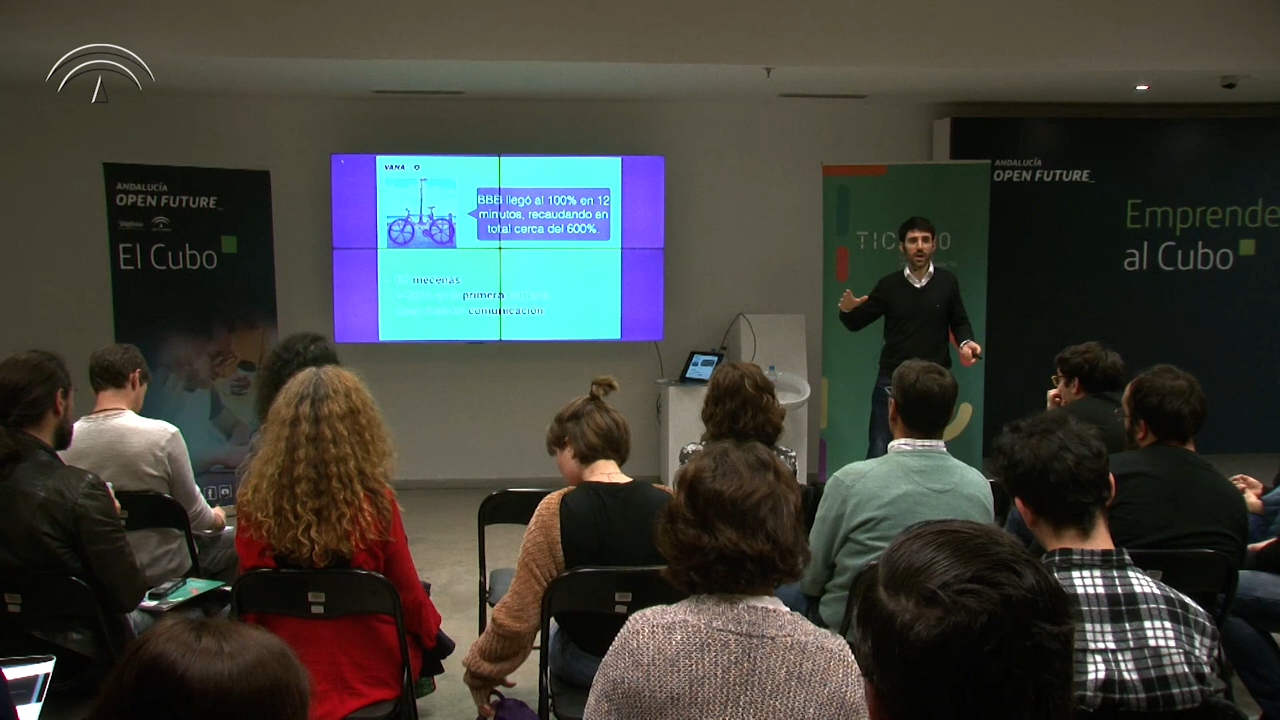 ANDALUCÍA
OPEN FUTURE_
El Cubo
BBB llegó al 100% en 12
minutos, recaudando en
total cerca del 600%.
mecenas
primera
comunicación
ANDALUCÍA
OPEN FUTURE_
Emprende
al Cubo